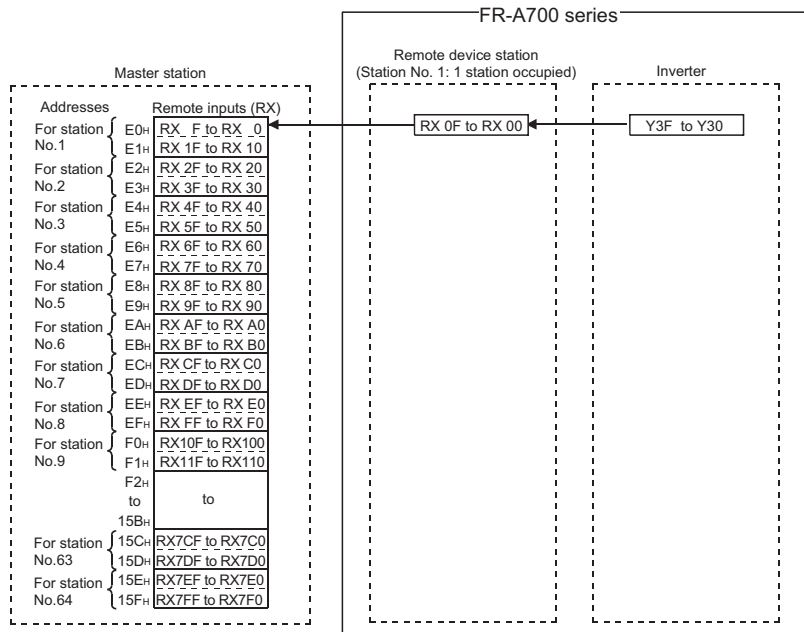 FR-A700 series
Remote device station
(Station No. 1: 1 station occupied)
Master station
Inverter
Addresses
Remote inputs (RX)
For station No.1
E0H RX _ F to RX _ 0
E1H RX 1F to RX 10
RX 0F to RX 00
Y3F to Y30
For station No.2
E2H RX 2F to RX 20
E3H RX 3F to RX 30
For station No.3
E4H RX 4F to RX 40
E5H RX 5F to RX 50
For station No.4
E6H RX 6F to RX 60
E7H RX 7F to RX 70
For station No.5
E8H RX 8F to RX 80
E9H RX 9F to RX 90
For station No.6
EAH RX AF to RX A0
EBH RX BF to RX B0
For station No.7
ECH RX CF to RX C0
EDH RX DF to RX D0
For station No.8
EEH RX EF to RX E0
EFH RX FF to RX F0
For station No.9
F0H RX10F to RX100
F1H RX11F to RX110
F2H
to to
15BH
For station No.63
15CH RX7CF to RX7C0
15DH RX7DF to RX7D0
For station No.64
15EH RX7EF to RX7E0
15FH RX7FF to RX7F0